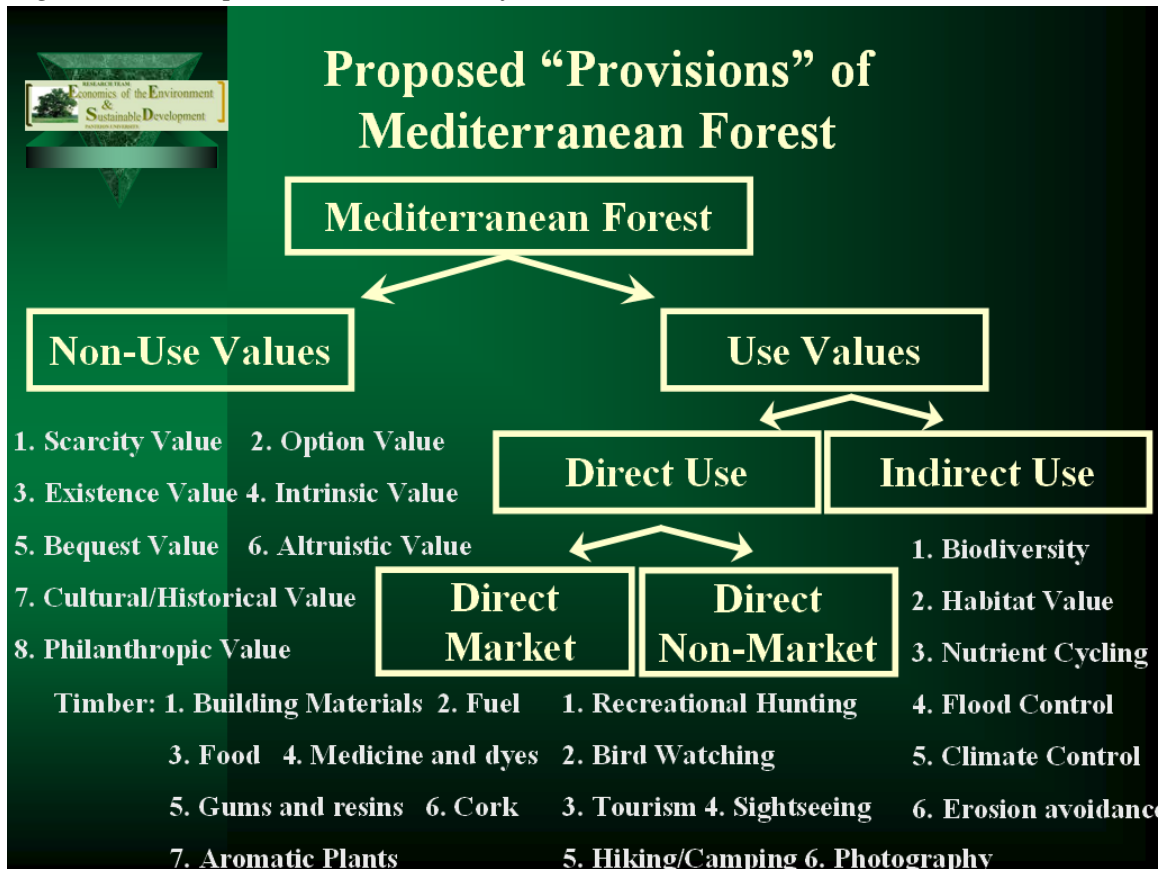 RESEARCH TEAM
Economics of the Environment
&
Sustainable Development
PANTEION UNIVERSITY
Proposed “Provisions” of
Mediterranean Forest
Mediterranean Forest
Non-Use Values
Use Values
1. Scarcity Value 2. Option Value
3. Existence Value 4. Intrinsic Value
5. Bequest Value 6. Altruistic Value
7. Cultural/Historical Value
8. Philanthropic Value
Direct Use
Indirect Use
Direct
Market
Direct
Non-Market
Timber: 1. Building Materials 2. Fuel
3. Food 4. Medicine and dyes
5. Gums and resins 6. Cork
7. Aromatic Plants
1. Recreational Hunting
2. Bird Watching
3. Tourism 4. Sightseeing
5. Hiking/Camping 6. Photography
1. Biodiversity
2. Habitat Value
3. Nutrient Cycling
4. Flood Control
5. Climate Control
6. Erosion avoidance